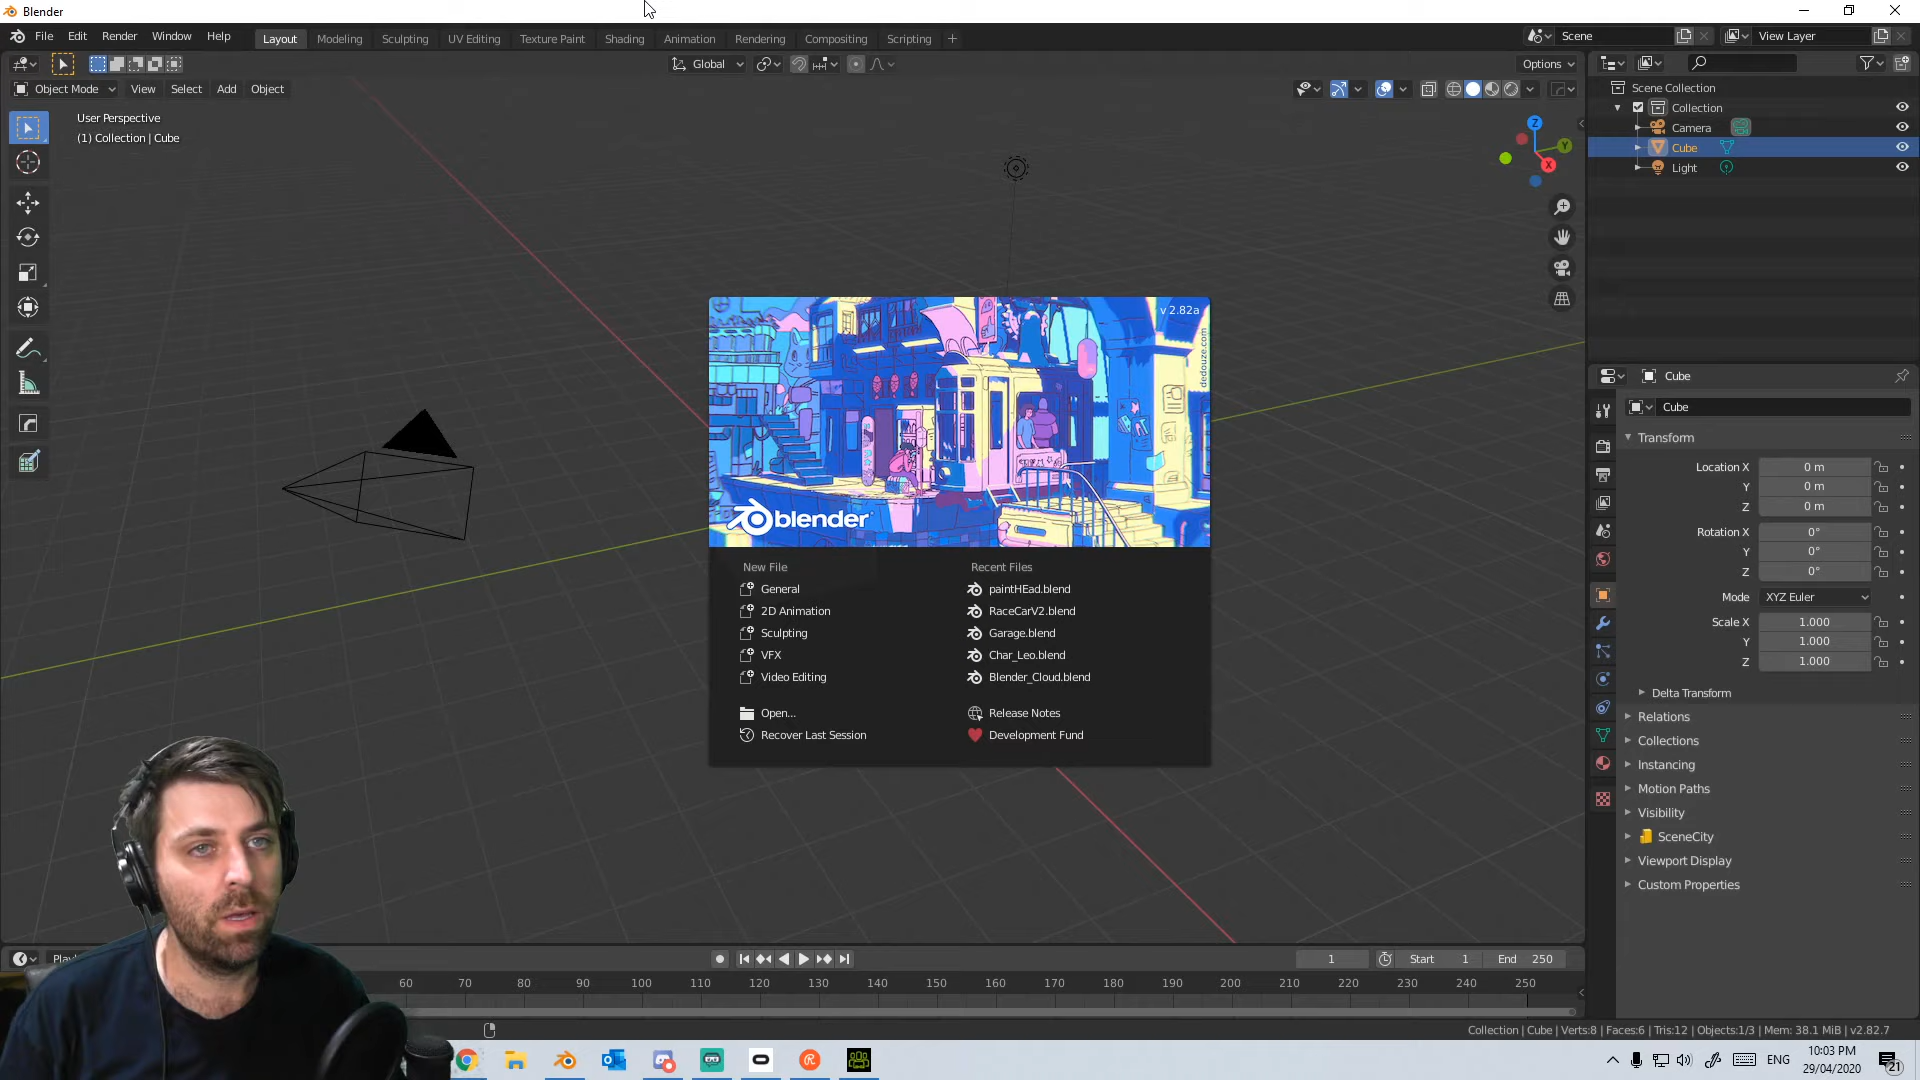 Blender
File Edit Render Window Help Layout Modeling Sculpting UV Editing Texture Paint Shading Animation Rendering Compositing Scripting + Scene View Layer
Global Options
Object Mode View Select Add Object
User Perspective
(1) Collection | Cube
Scene Collection
Collection
Camera
Cube
Light
Z
Y
X
v 2.82a
dedouze.com
blender
New File
General
2D Animation
Sculpting
VFX
Video Editing
Open...
Recover Last Session
Recent Files
paintHEad.blend
RaceCarV2.blend
Garage.blend
Char_Leo.blend
Blender_Cloud.blend
Release Notes
Development Fund
Cube
Cube
Transform
Location X 0 m
Y 0 m
Z 0 m
Rotation X 0°
Y 0°
Z 0°
Mode XYZ Euler
Scale X 1.000
Y 1.000
Z 1.000
Delta Transform
Relations
Collections
Instancing
Motion Paths
Visibility
SceneCity
Viewport Display
Custom Properties
Play 1 Start 1 End 250
60 70 80 90 100 110 120 130 140 150 160 170 180 190 200 210 220 230 240 250
Collection | Cube | Verts:8 | Faces:6 | Tris:12 | Objects:1/3 | Mem: 38.1 MiB | v2.82.7
ENG
10:03 PM
29/04/2020
21